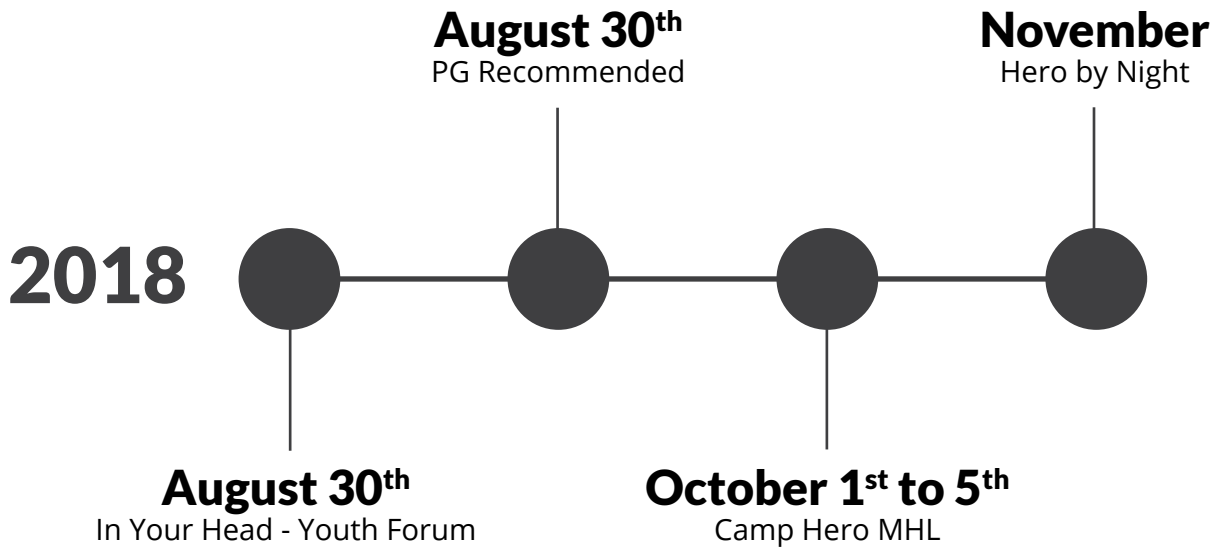 August 30th
PG Recommended
November
Hero by Night
2018
August 30th
In Your Head - Youth Forum
October 1st to 5th
Camp Hero MHL